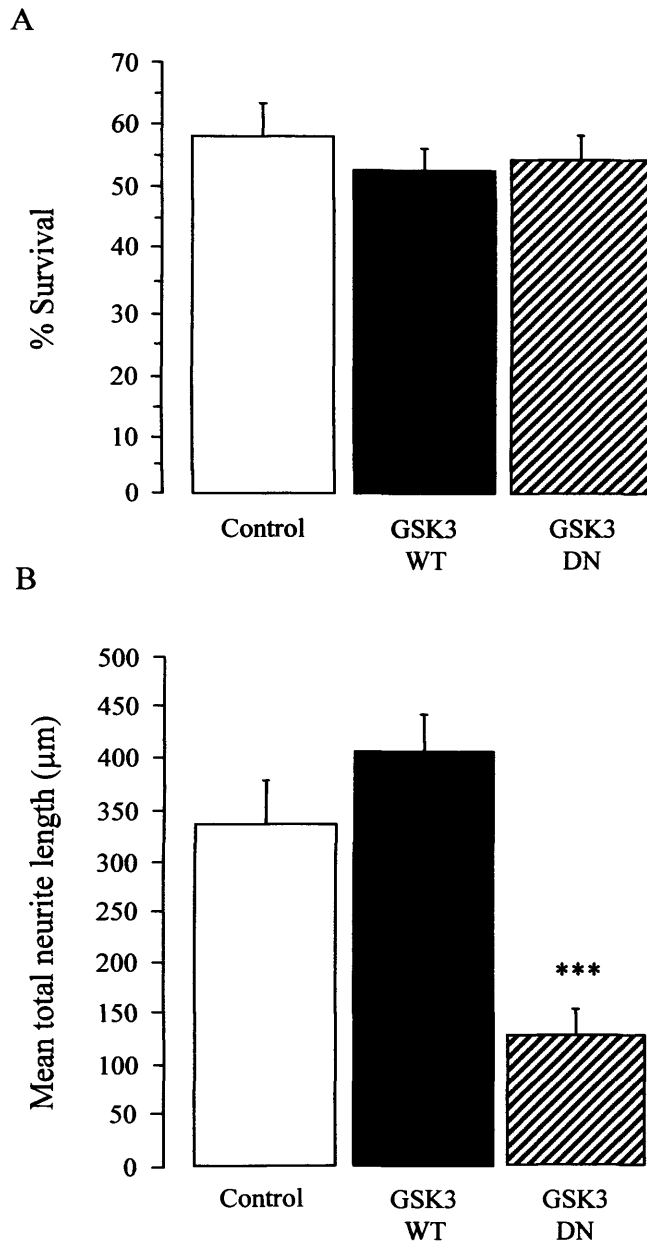 A
70
60
50
40
30
20
10
0
% Survival
Control
GSK3
WT
GSK3
DN
B
500
450
400
350
300
250
200
150
100
50
0
Mean total neurite length (μm)
***
Control
GSK3
WT
GSK3
DN